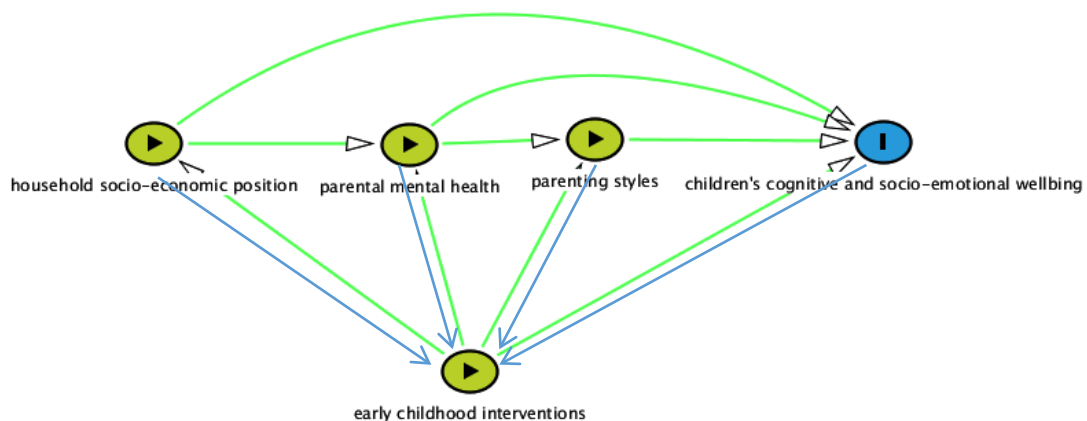 household socio-economic position
parental mental health
parenting styles
children's cognitive and socio-emotional wellbing
early childhood interventions